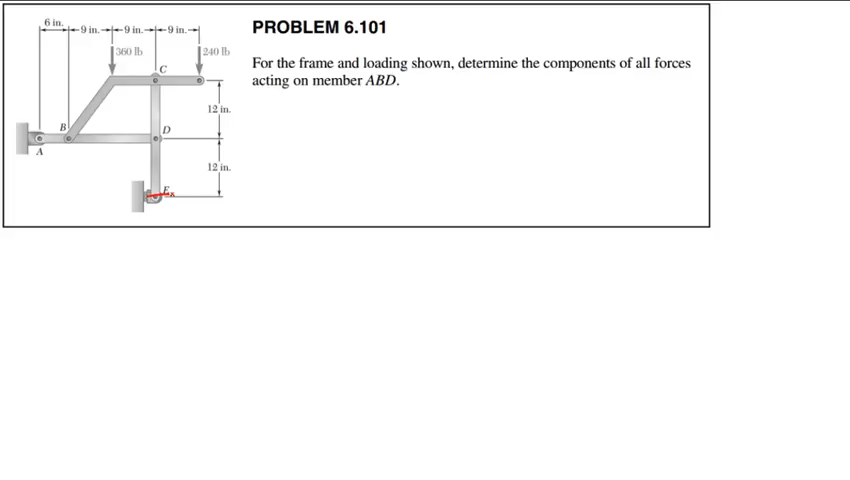 PROBLEM 6.101
For the frame and loading shown, determine the components of all forces
acting on member ABD.
6 in.
9 in.
9 in.
9 in.
360 lb
240 lb
C
12 in.
B
D
A
12 in.
E
x